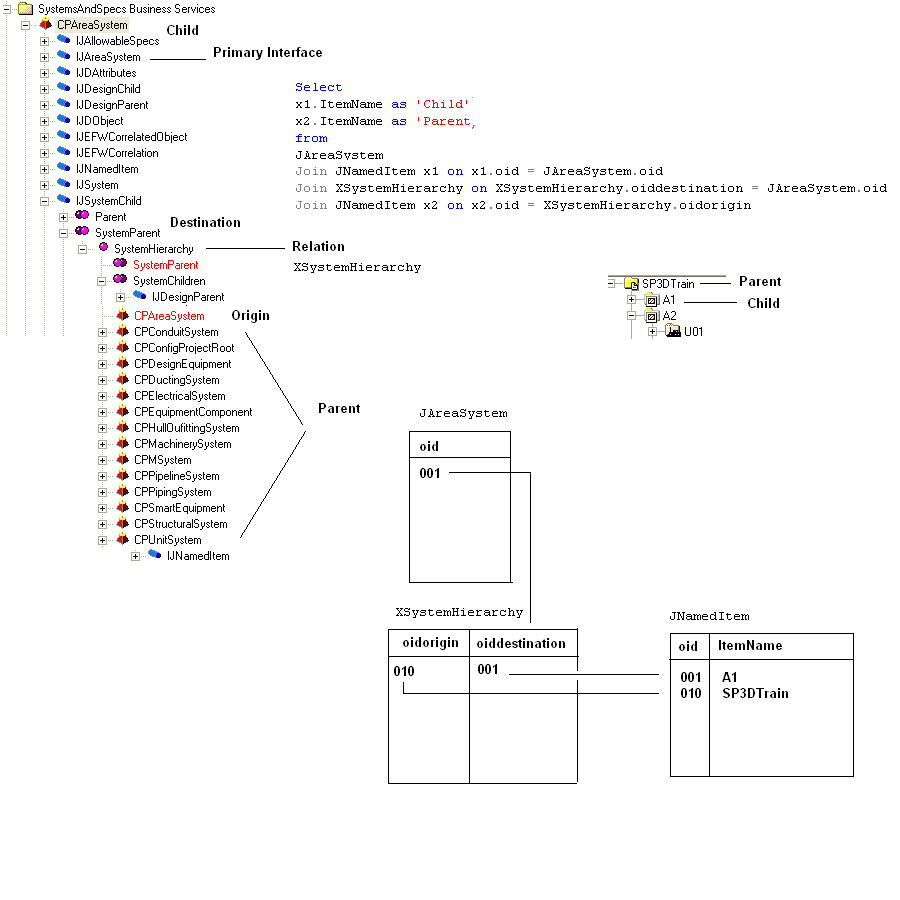 SystemsAndSpecs Business Services
CPAreaSystem
Child
IJAllowableSpecs
IJAreaSystem
Primary Interface
IJDAttributes
IJDesignChild
IJDesignParent
IJDObject
IJEFWCorrelatedObject
IJEFWCorrelation
IJNamedItem
IJSystem
IJSystemChild
Parent
Destination
SystemParent
SystemHierarchy
Relation
SystemParent
XSystemHierarchy
SystemChildren
IJDesignParent
CPAreaSystem
Origin
CPConduitSystem
CPConfigProjectRoot
CPDesignEquipment
CPDuctingSystem
CPElectricalSystem
CPEquipmentComponent
Parent
CPHullOufittingSystem
CPMachinerySystem
CPMSystem
CPPipelineSystem
CPPipingSystem
CPSmartEquipment
CPStructuralSystem
CPUnitSystem
IJNamedItem
Select
x1.ItemName as 'Child'
x2.ItemName as 'Parent,
from
JAreaSystem
Join JNamedItem x1 on x1.oid = JAreaSystem.oid
Join XSystemHierarchy on XSystemHierarchy.oiddestination = JAreaSystem.oid
Join JNamedItem x2 on x2.oid = XSystemHierarchy.oidorigin
SP3DTrain
Parent
A1
Child
A2
U01
JAreaSystem
oid
001
XSystemHierarchy
oidorigin oiddestination
010 001
JNamedItem
oid ItemName
001 A1
010 SP3DTrain